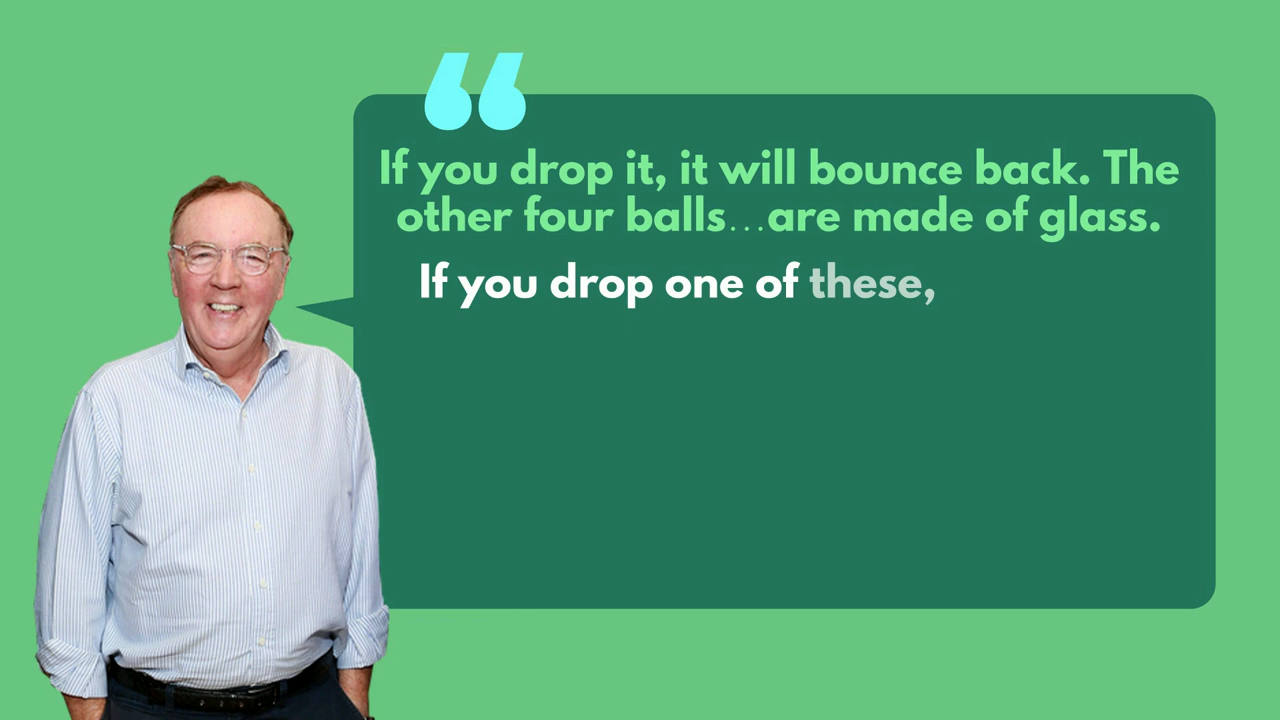 “
If you drop it, it will bounce back. The
other four balls...are made of glass.
If you drop one of these,